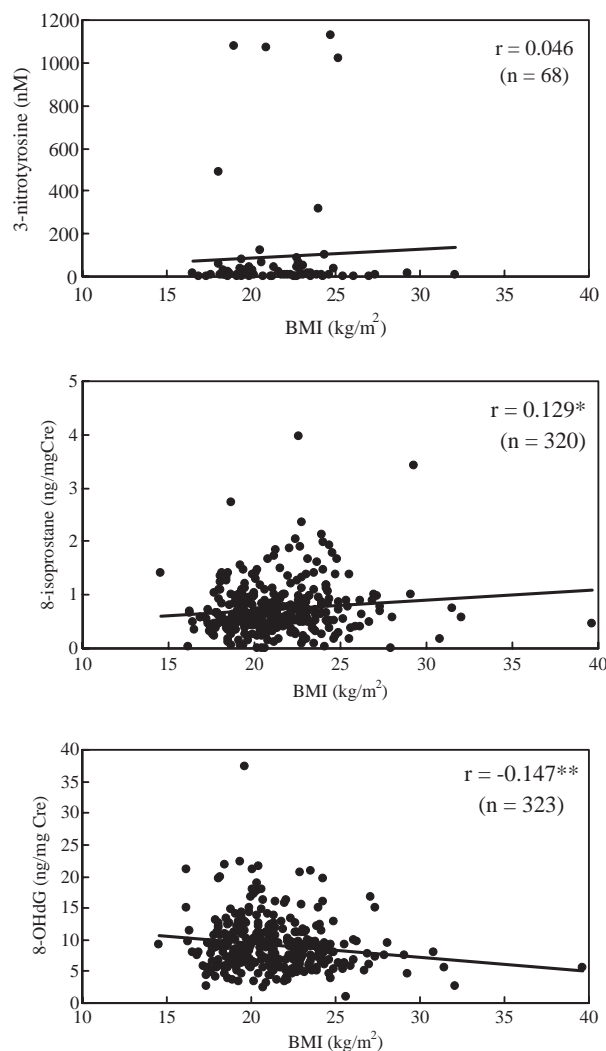 1200
1000
800
600
400
200
0
3-nitrotyrosine (nM)
r = 0.046
(n = 68)
10 15 20 25 30 35 40
BMI (kg/m²)
5
4
3
2
1
0
8-isoprostane (ng/mgCre)
r = 0.129*
(n = 320)
10 15 20 25 30 35 40
BMI (kg/m²)
40
35
30
25
20
15
10
5
0
8-OHdG (ng/mg Cre)
r = -0.147**
(n = 323)
10 15 20 25 30 35 40
BMI (kg/m²)